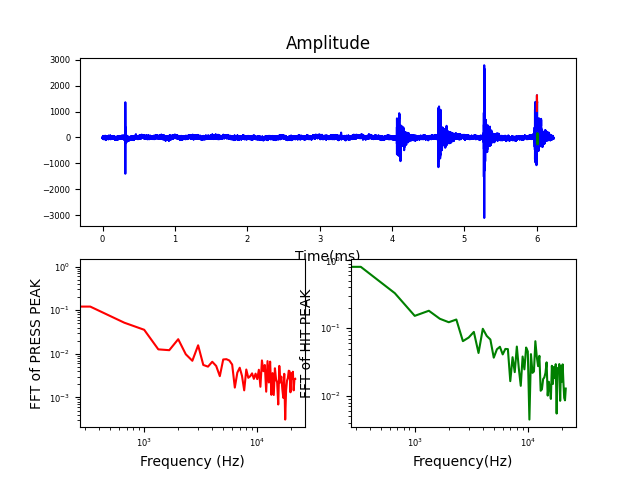 Amplitude
3000
2000
1000
0
−1000
−2000
−3000
0 1 2 3 4 5 6
Time(ms)
FFT of PRESS PEAK
10⁰
10⁻¹
10⁻²
10⁻³
10³ 10⁴
Frequency (Hz)
FFT of HIT PEAK
10⁰
10⁻¹
10⁻²
10³ 10⁴
Frequency(Hz)